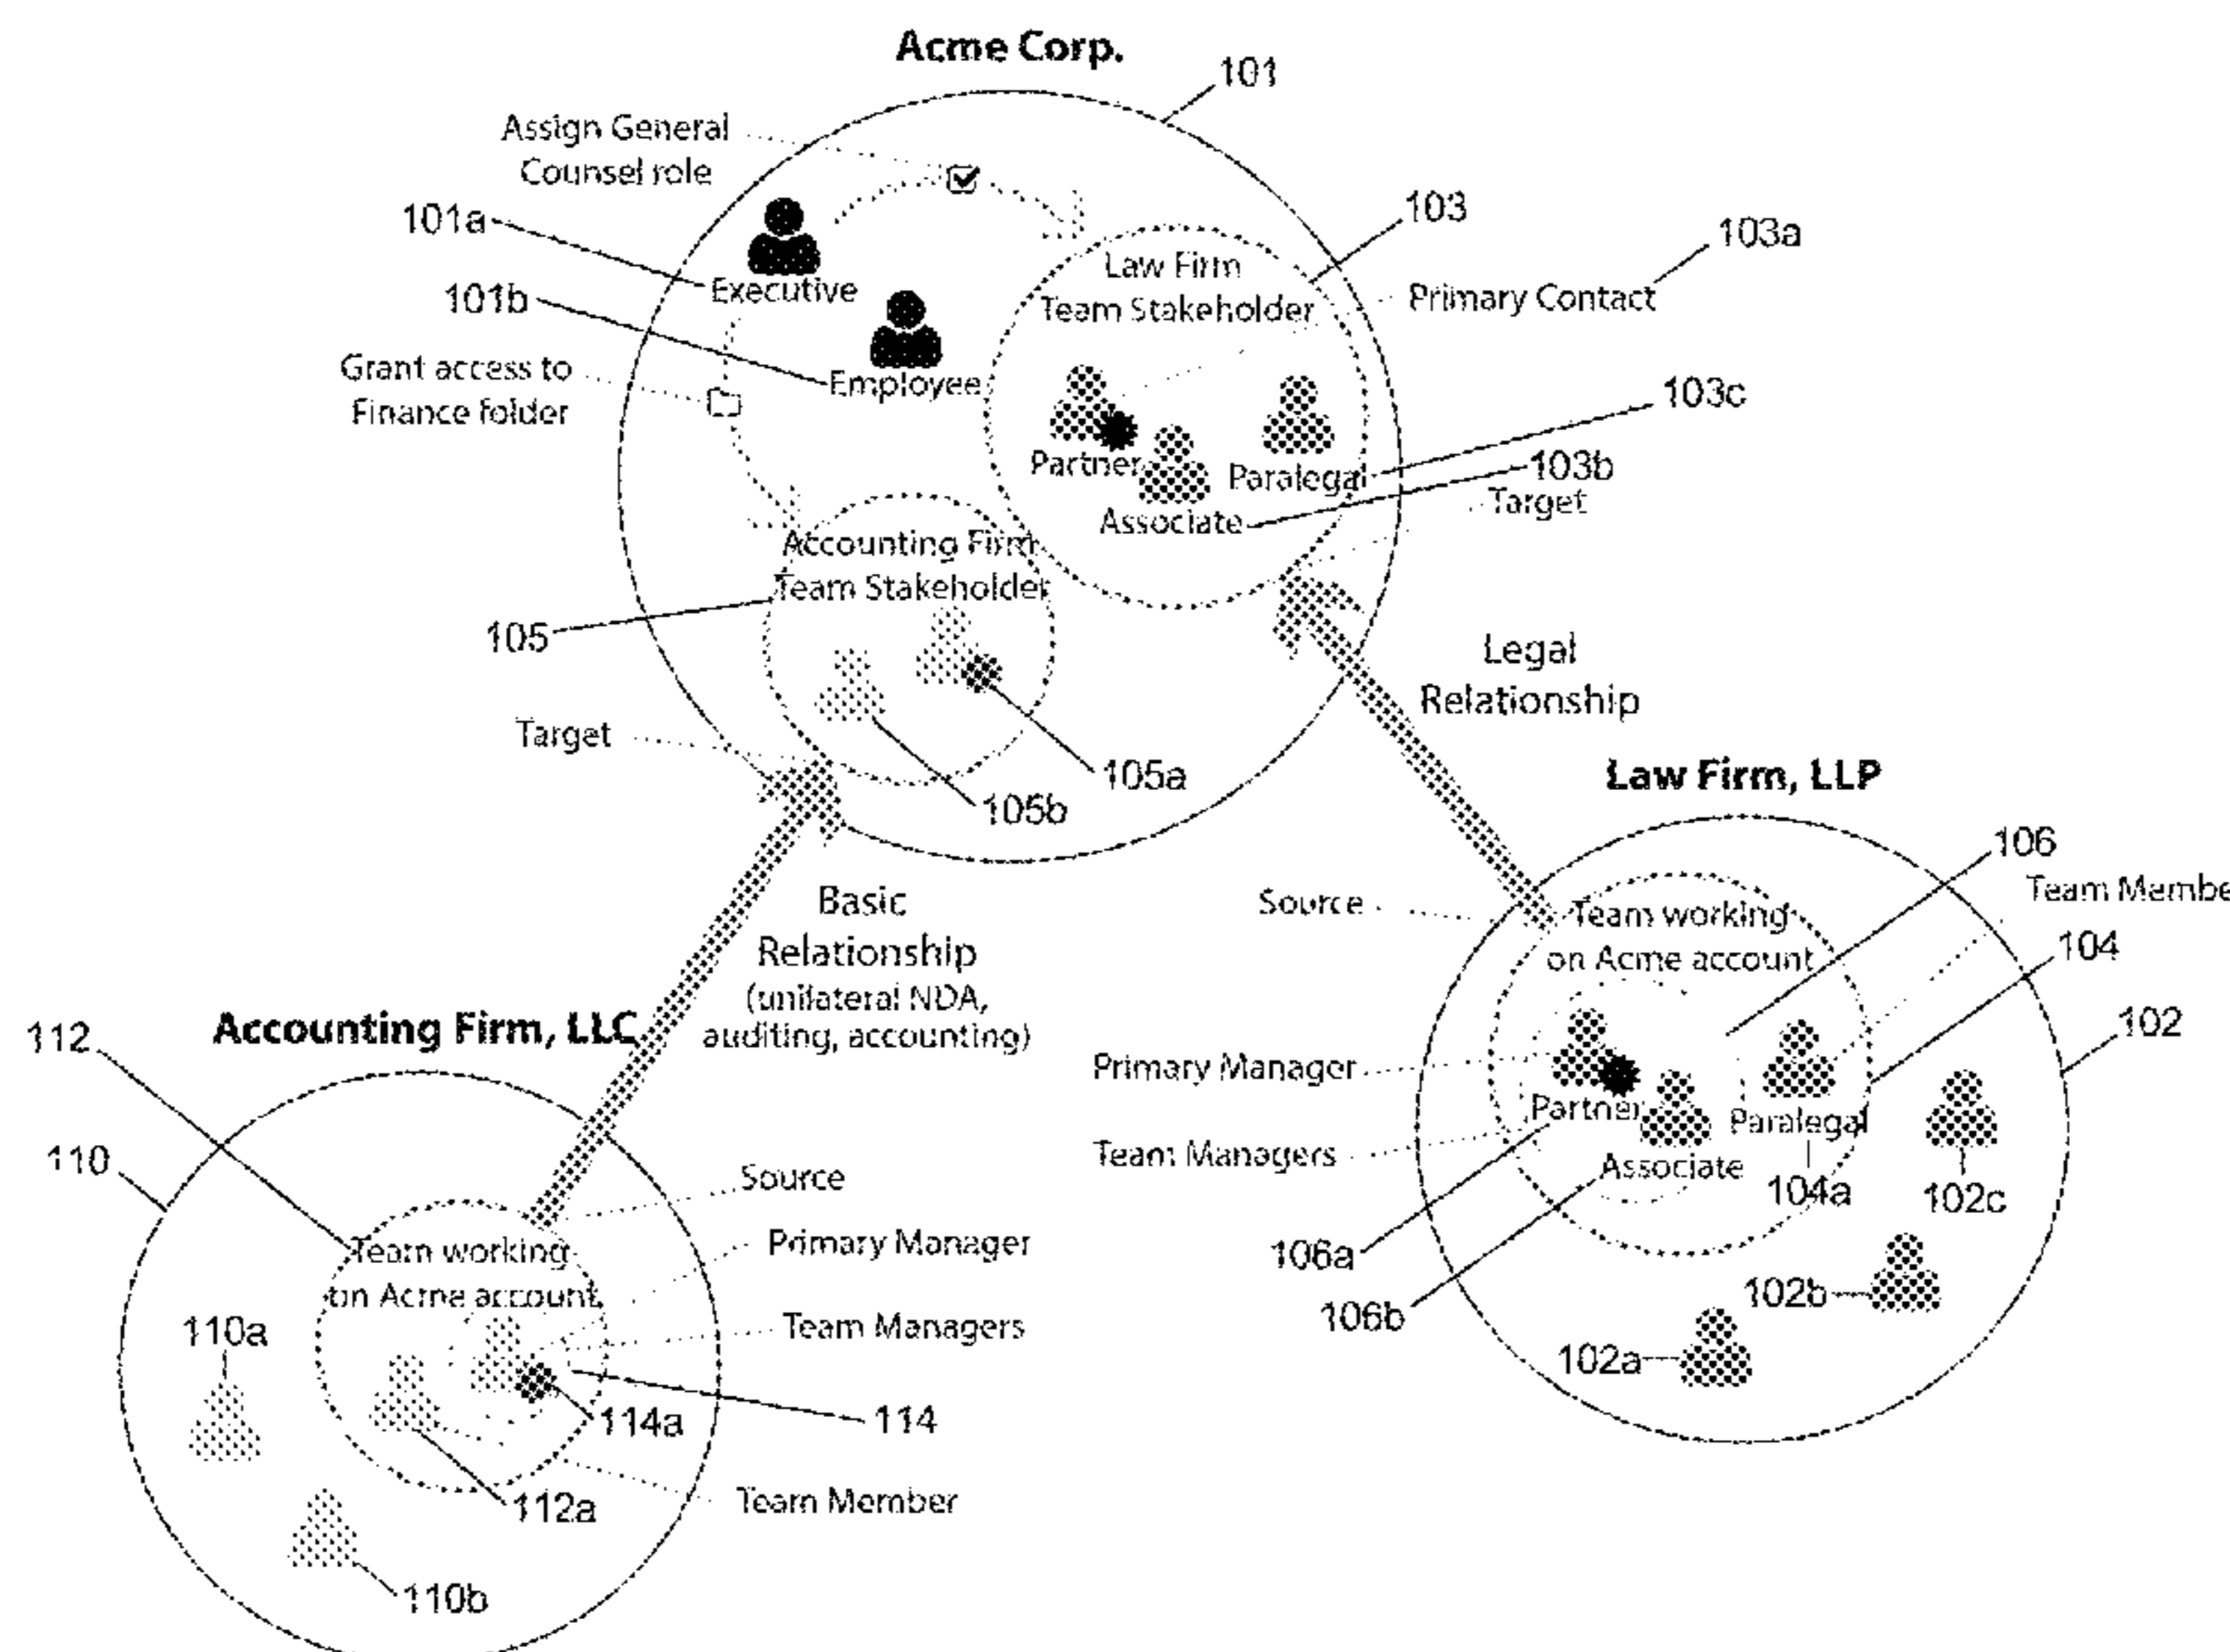 Acme Corp.
101
Assign General
Counsel role
101a
Executive
101b
Employee
Grant access to
Finance folder
103
103a
Law Firm
Team Stakeholder
Primary Contact
103c
Partner
Paralegal
103b
Associate
Target
Accounting Firm
Team Stakeholder
105
105a
105b
Target
Legal
Relationship
Law Firm, LLP
106
Team Membe
104
102
Source
Team working
on Acme account
Primary Manager
Partner
Paralegal
Team Managers
Associate
104a
102c
106a
106b
102b
102a
Basic
Relationship
(unilateral NDA,
auditing, accounting)
Accounting Firm, LLC
112
110
Source
Team working
on Acme account
Primary Manager
Team Managers
110a
114a
114
112a
Team Member
110b